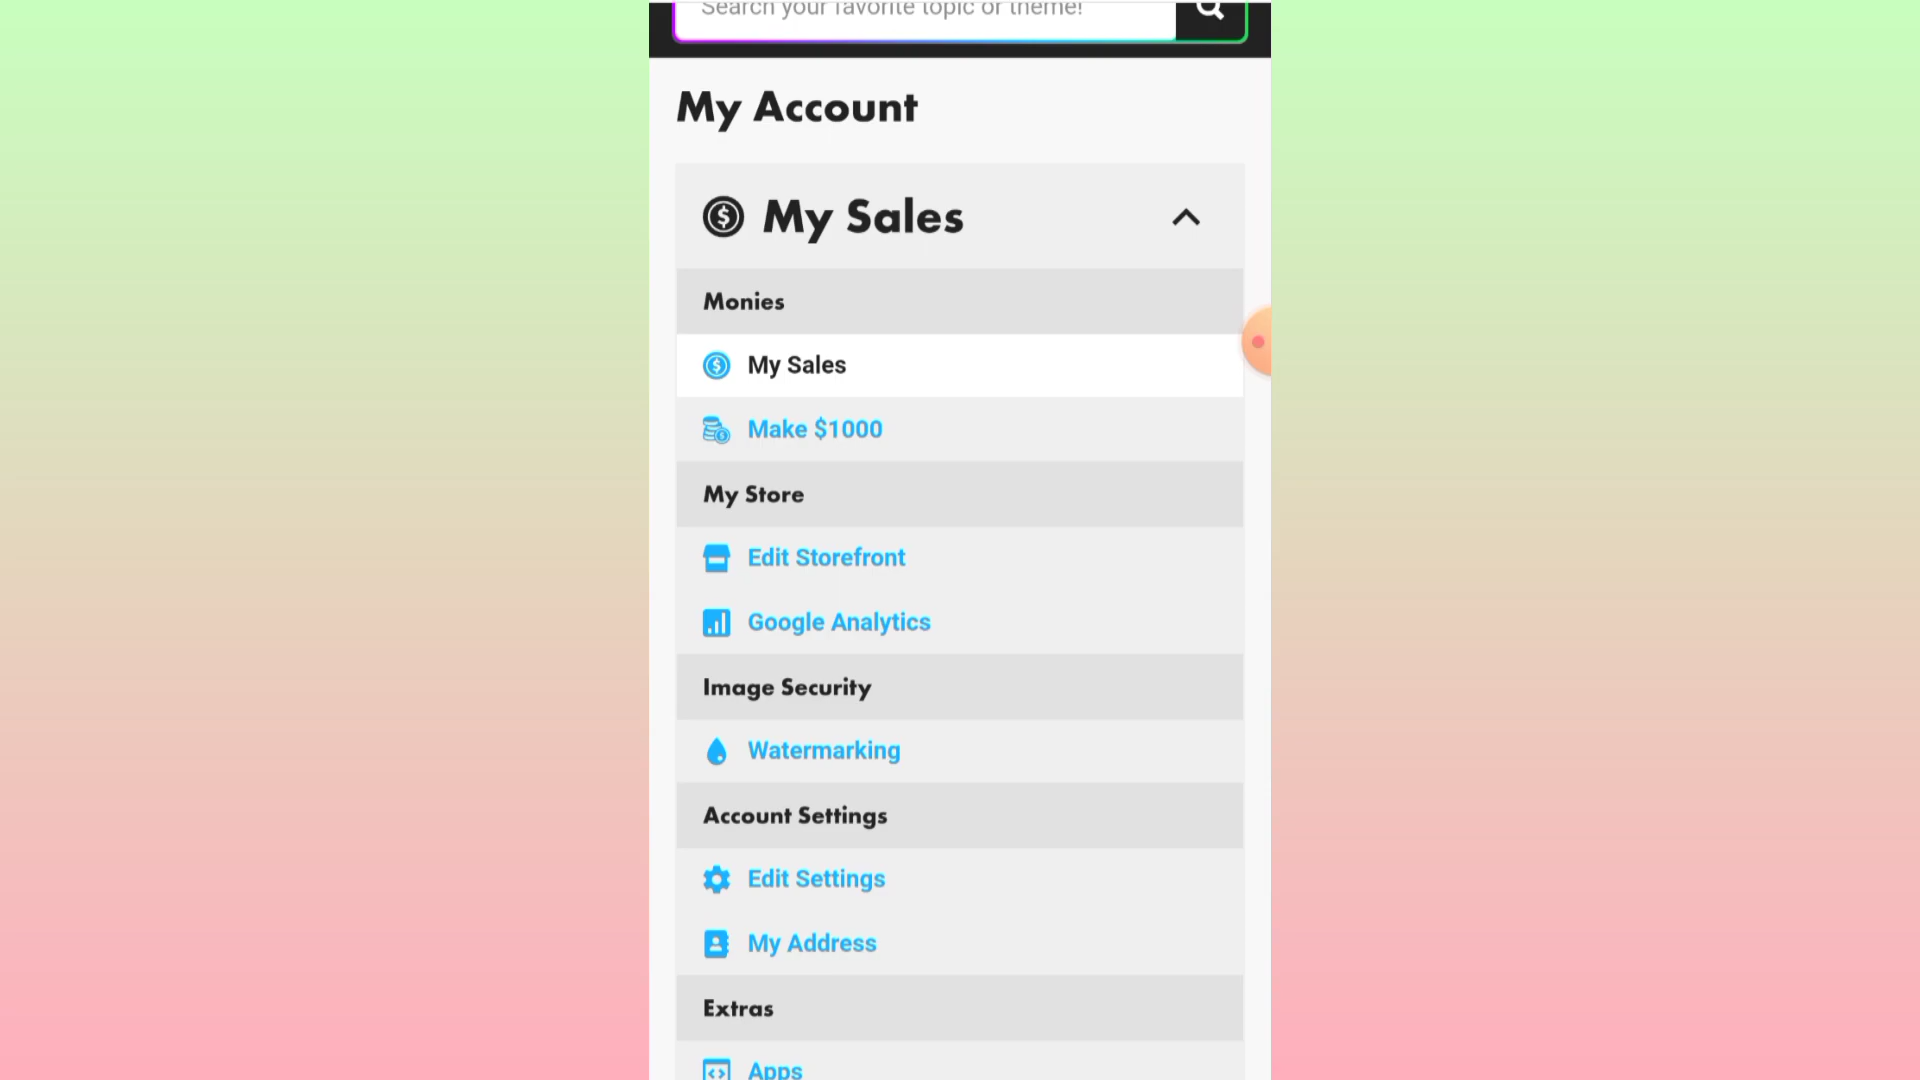 Search your favorite topic or theme!
My Account
My Sales
Monies
My Sales
Make $1000
My Store
Edit Storefront
Google Analytics
Image Security
Watermarking
Account Settings
Edit Settings
My Address
Extras
Apps